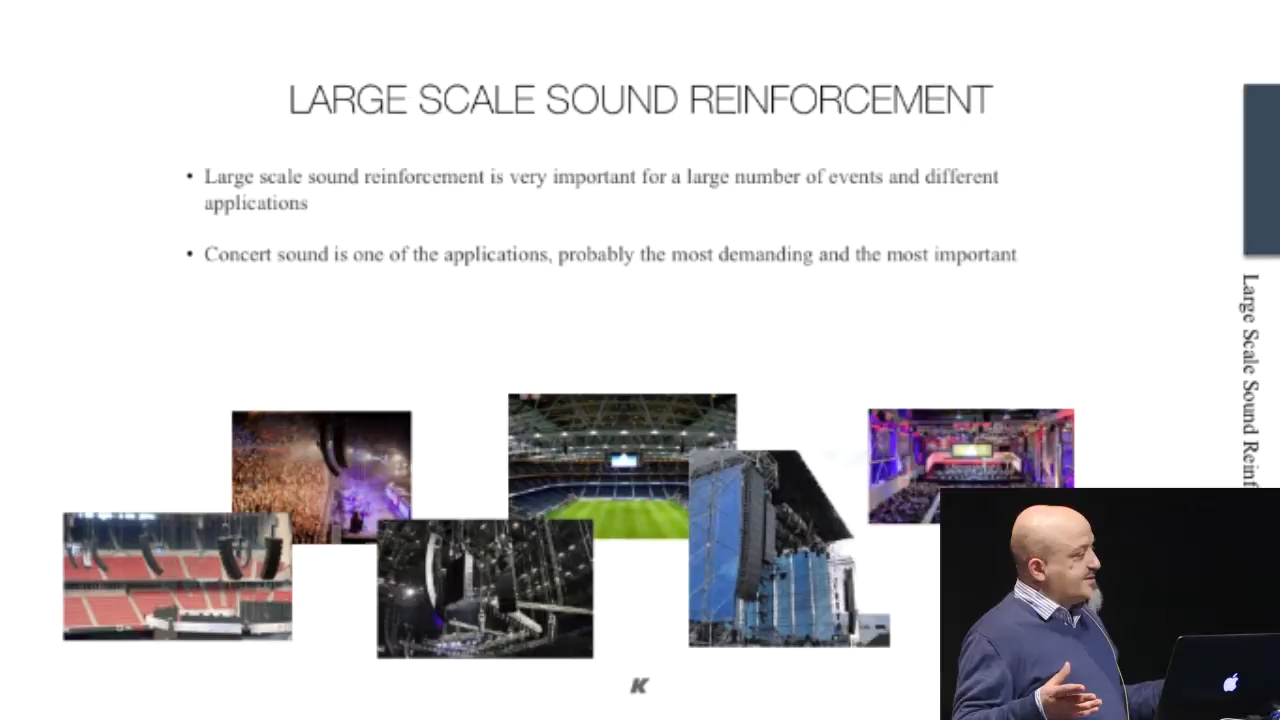 LARGE SCALE SOUND REINFORCEMENT
• Large scale sound reinforcement is very important for a large number of events and different
applications
• Concert sound is one of the applications, probably the most demanding and the most important
Large Scale Sound Reinf
K